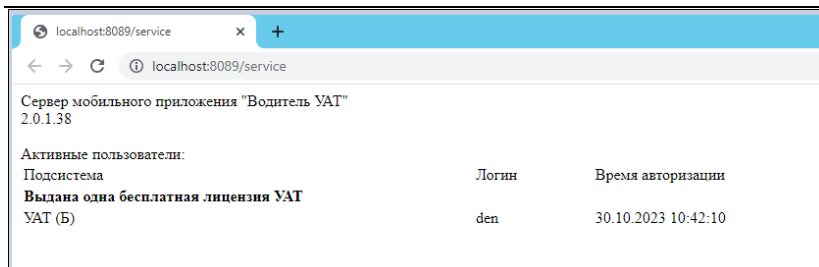 localhost:8089/service
localhost:8089/service
Сервер мобильного приложения "Водитель УАТ"
2.0.1.38
Активные пользователи:
Подсистема Логин Время авторизации
Выдана одна бесплатная лицензия УАТ
УАТ (Б) den 30.10.2023 10:42:10